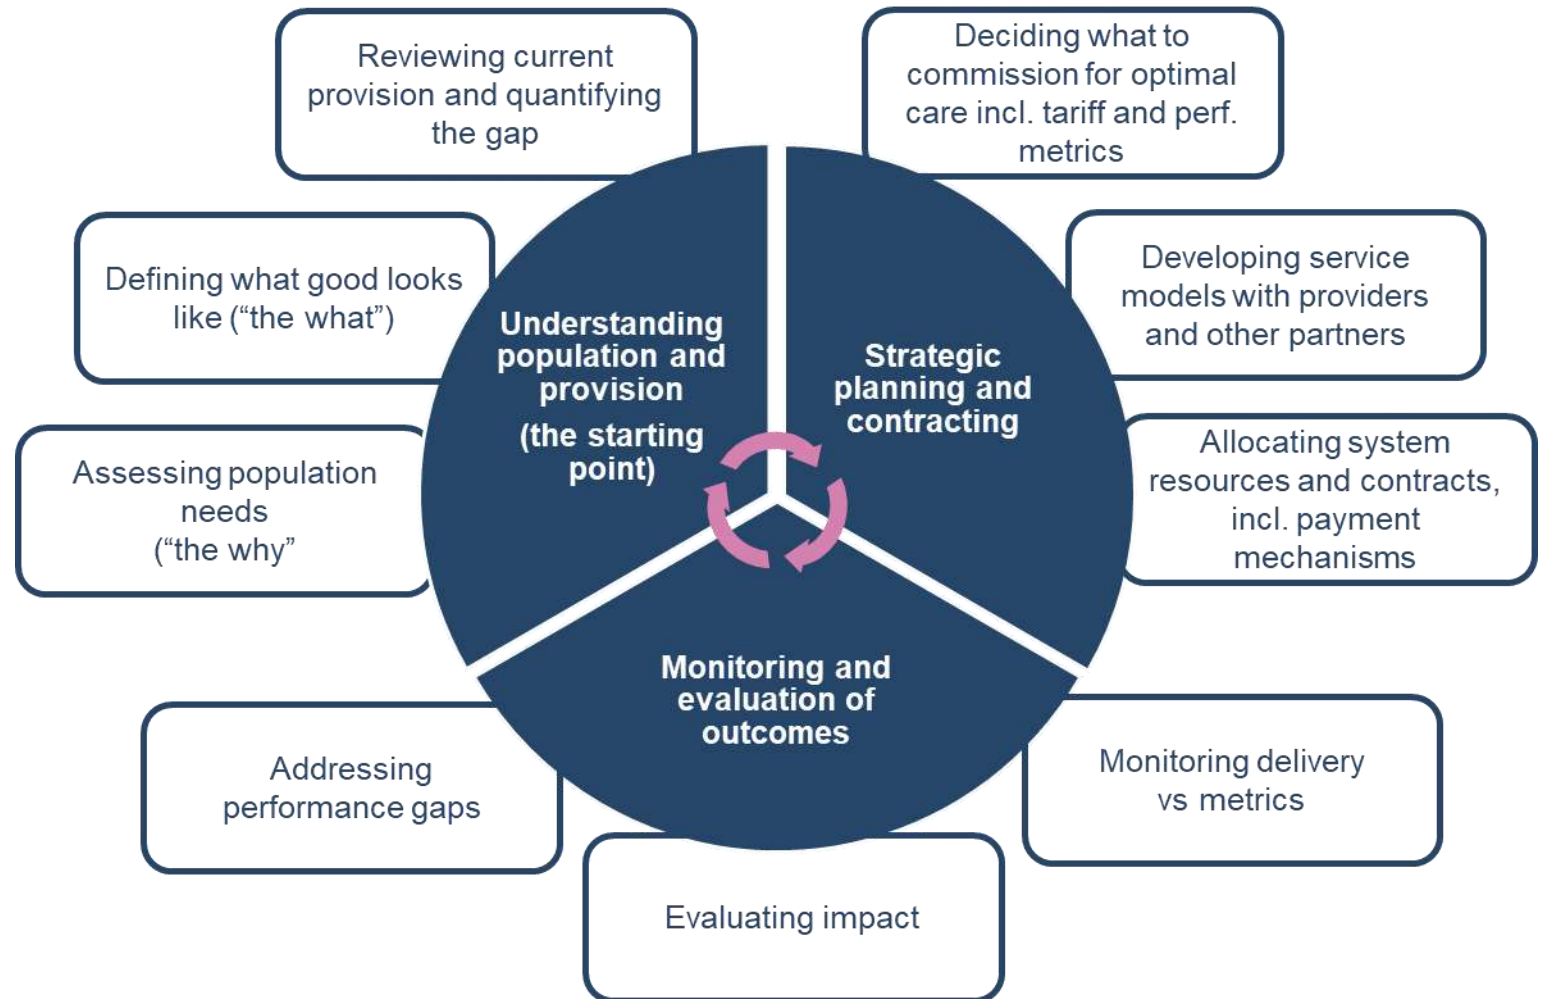 Reviewing current
provision and quantifying
the gap
Deciding what to
commission for optimal
care incl. tariff and perf.
metrics
Defining what good looks
like (“the what”)
Developing service
models with providers
and other partners
Understanding
population and
provision
(the starting
point)
Strategic
planning and
contracting
Assessing population
needs
(“the why”
Allocating system
resources and contracts,
incl. payment
mechanisms
Monitoring and
evaluation of
outcomes
Addressing
performance gaps
Monitoring delivery
vs metrics
Evaluating impact